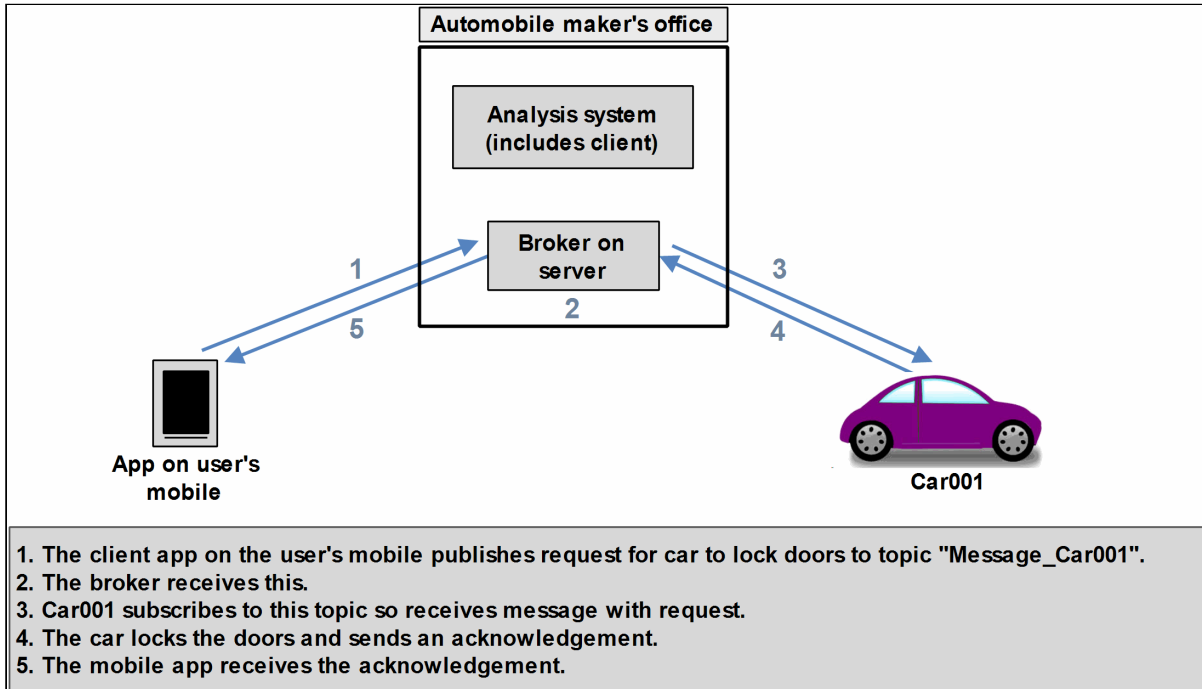 Automobile maker's office
Analysis system
(includes client)
Broker on
server
1
2
3
4
5
App on user's
mobile
Car001
1. The client app on the user's mobile publishes request for car to lock doors to topic "Message_Car001".
2. The broker receives this.
3. Car001 subscribes to this topic so receives message with request.
4. The car locks the doors and sends an acknowledgement.
5. The mobile app receives the acknowledgement.